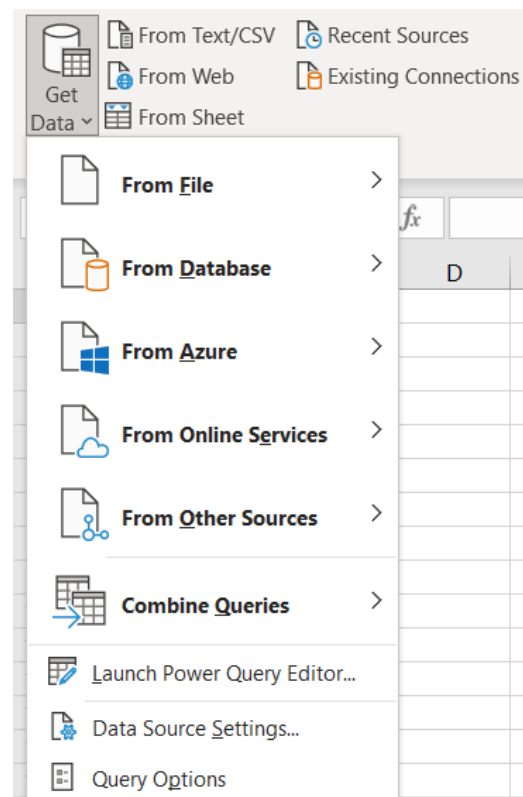 Get
Data
From Text/CSV
From Web
From Sheet
Recent Sources
Existing Connections
From File
From Database
From Azure
From Online Services
From Other Sources
Combine Queries
Launch Power Query Editor...
Data Source Settings...
Query Options
fx
D